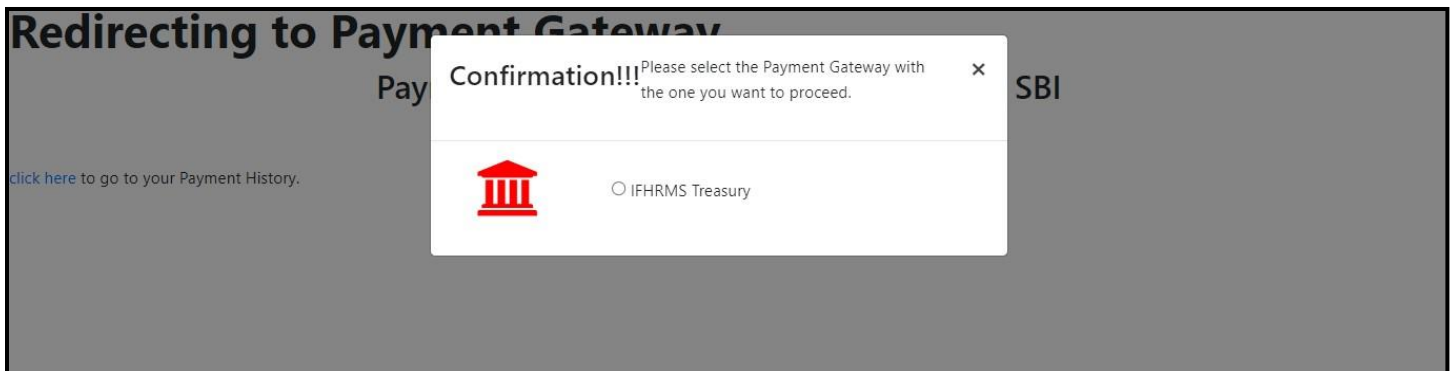 Redirecting to Payment Gateway
Confirmation!!! Please select the Payment Gateway with
the one you want to proceed.
×
SBI
click here to go to your Payment History.
IFHRMS Treasury